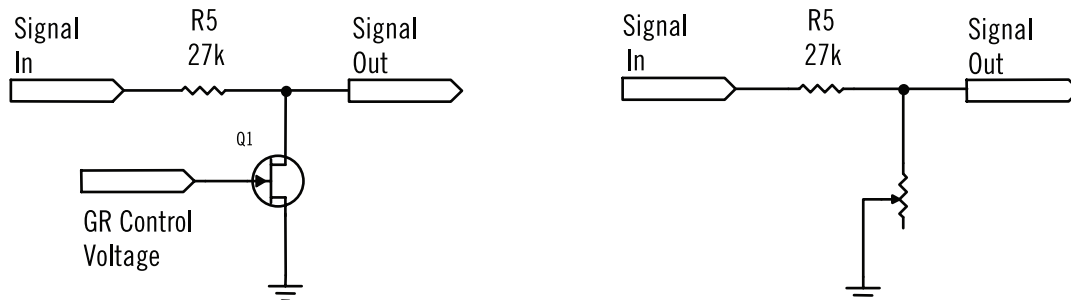 Signal
In
R5
27k
Signal
Out
Q1
GR Control
Voltage
Signal
In
R5
27k
Signal
Out